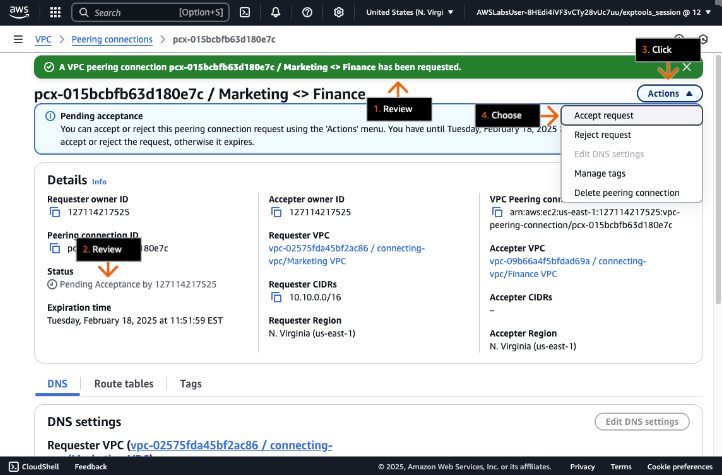 aws
Search
[Option+S]
United States (N. Virgi
AWSLabsUser-8HEdi4iVF3vCTy28vUc7uu/exptools_session @ 12
VPC
Peering connections
pcx-015bcbfb63d180e7c
3. Click
A VPC peering connection pcx-015bcbfb63d180e7c / Marketing <> Finance has been requested.
pcx-015bcbfb63d180e7c / Marketing <> Finance
Actions
1. Review
4. Choose
Accept request
Reject request
Edit DNS settings
Manage tags
Delete peering connection
Pending acceptance
You can accept or reject this peering connection request using the 'Actions' menu. You have until Tuesday, February 18, 2025 a
accept or reject the request, otherwise it expires.
Details
Info
Requester owner ID
127114217525
Peering connection ID
180e7c
2. Review
Status
Pending Acceptance by 127114217525
Expiration time
Tuesday, February 18, 2025 at 11:51:59 EST
Accepter owner ID
127114217525
Requester VPC
vpc-02575fda45bf2ac86 / connecting-
vpc/Marketing VPC
Requester CIDRs
10.10.0.0/16
Requester Region
N. Virginia (us-east-1)
VPC Peering conn
arn:aws:ec2:us-east-1:127114217525:vpc-
peering-connection/pcx-015bcbfb63d180e7c
Accepter VPC
vpc-09b66a4f5bfdad69a / connecting-
vpc/Finance VPC
Accepter CIDRs
–
Accepter Region
N. Virginia (us-east-1)
DNS
Route tables
Tags
DNS settings
Edit DNS settings
Requester VPC (vpc-02575fda45bf2ac86 / connecting-
CloudShell
Feedback
© 2025, Amazon Web Services, Inc. or its affiliates.
Privacy
Terms
Cookie preferences